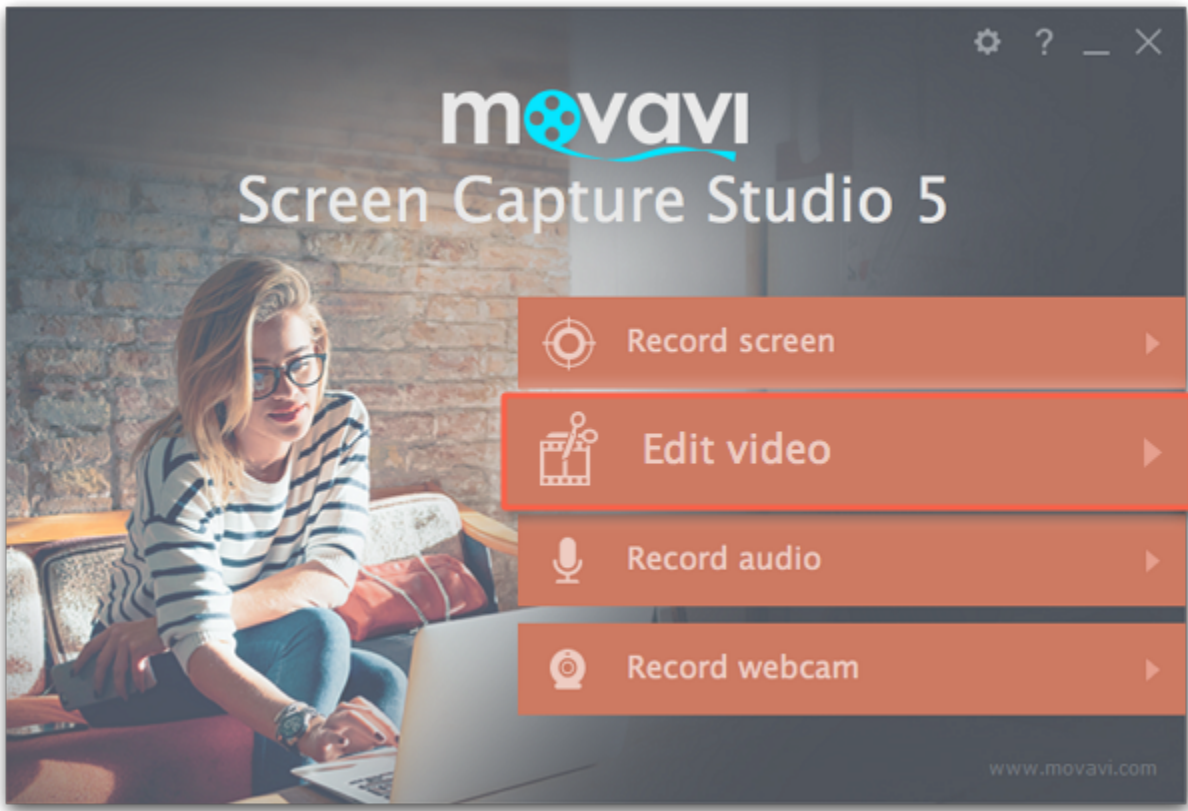 ?
movavi
Screen Capture Studio 5
Record screen
Edit video
Record audio
Record webcam
www.movavi.com